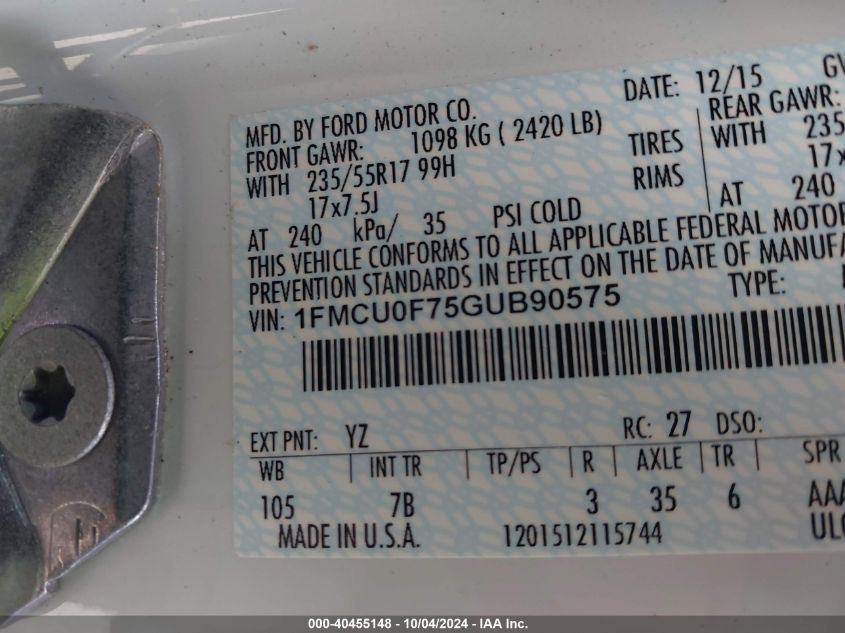 DATE: 12/15
MFD. BY FORD MOTOR CO.
FRONT GAWR: 1098 KG ( 2420 LB) REAR GAWR:
WITH 235/55R17 99H TIRES WITH
17x7.5J RIMS
AT 240 kPa/ 35 PSI COLD AT 240
THIS VEHICLE CONFORMS TO ALL APPLICABLE FEDERAL MOTOR
PREVENTION STANDARDS IN EFFECT ON THE DATE OF
VIN: 1FMCU0F75GUB90575 TYPE:
EXT PNT: YZ RC: 27 DSO:
WB INT TR TP/PS R AXLE TR SPR
105 7B 3 35 6
MADE IN U.S.A. 1201512115744
000-40455148 - 10/04/2024 - IAA Inc.